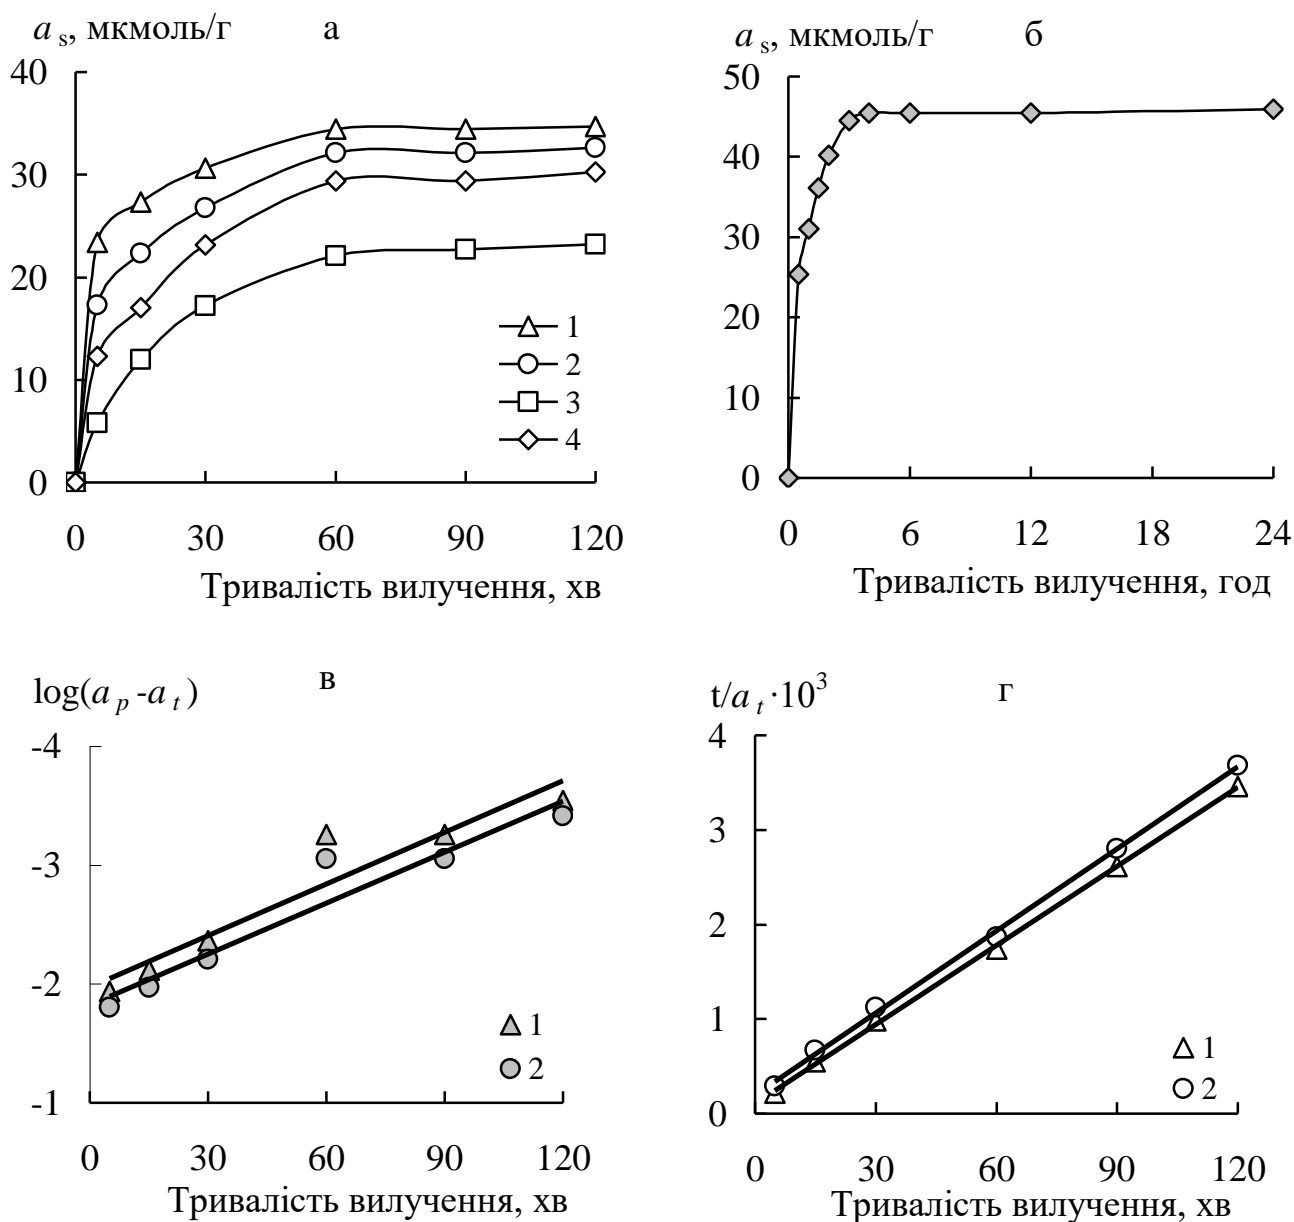 a s, мкмоль/г
а
40
30
20
10
0
1
2
3
4
0 30 60 90 120
Тривалість вилучення, хв
a s, мкмоль/г
б
50
40
30
20
10
0
0 6 12 18 24
Тривалість вилучення, год
log(a p -a t )
в
-4
-3
-2
-1
1
2
0 30 60 90 120
Тривалість вилучення, хв
t/a t ·10³
г
4
3
2
1
0
1
2
0 30 60 90 120
Тривалість вилучення, хв